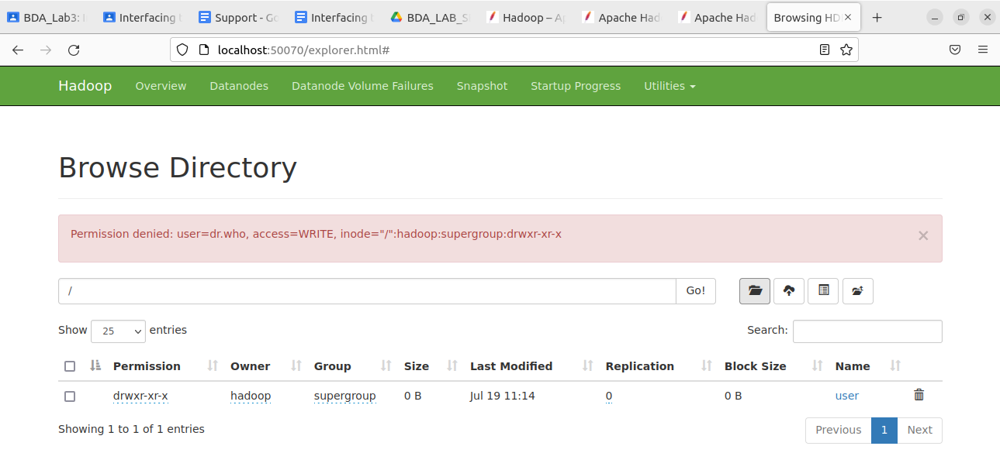 BDA_Lab3: I
Interfacing t
Support - Go
Interfacing t
BDA_LAB_S
Hadoop – Ap
Apache Had
Apache Had
Browsing HD
localhost:50070/explorer.html#
Hadoop Overview Datanodes Datanode Volume Failures Snapshot Startup Progress Utilities
Browse Directory
Permission denied: user=dr.who, access=WRITE, inode="/":hadoop:supergroup:drwxr-xr-x
/ Go!
Show 25 entries Search:
Permission Owner Group Size Last Modified Replication Block Size Name
drwxr-xr-x hadoop supergroup 0 B Jul 19 11:14 0 0 B user
Showing 1 to 1 of 1 entries Previous 1 Next